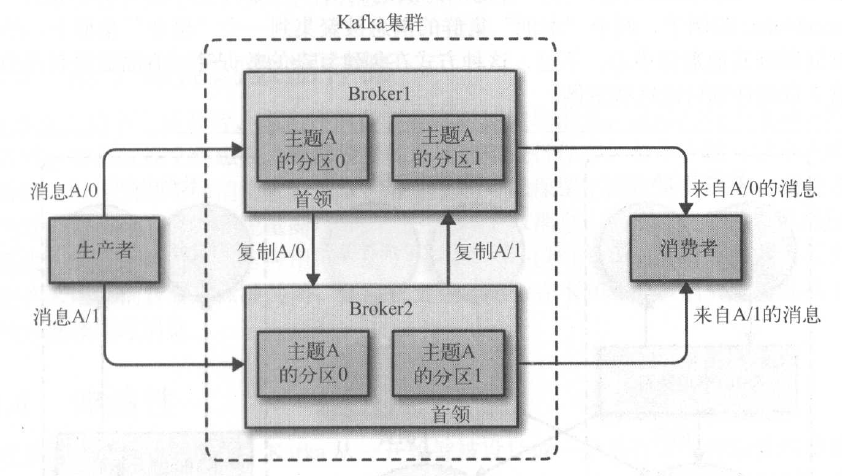 Kafka集群
Broker1
主题A
的分区0
主题A
的分区1
首领
消息A/0
来自A/0的消息
生产者
复制A/0
复制A/1
消费者
消息A/1
来自A/1的消息
Broker2
主题A
的分区0
主题A
的分区1
首领